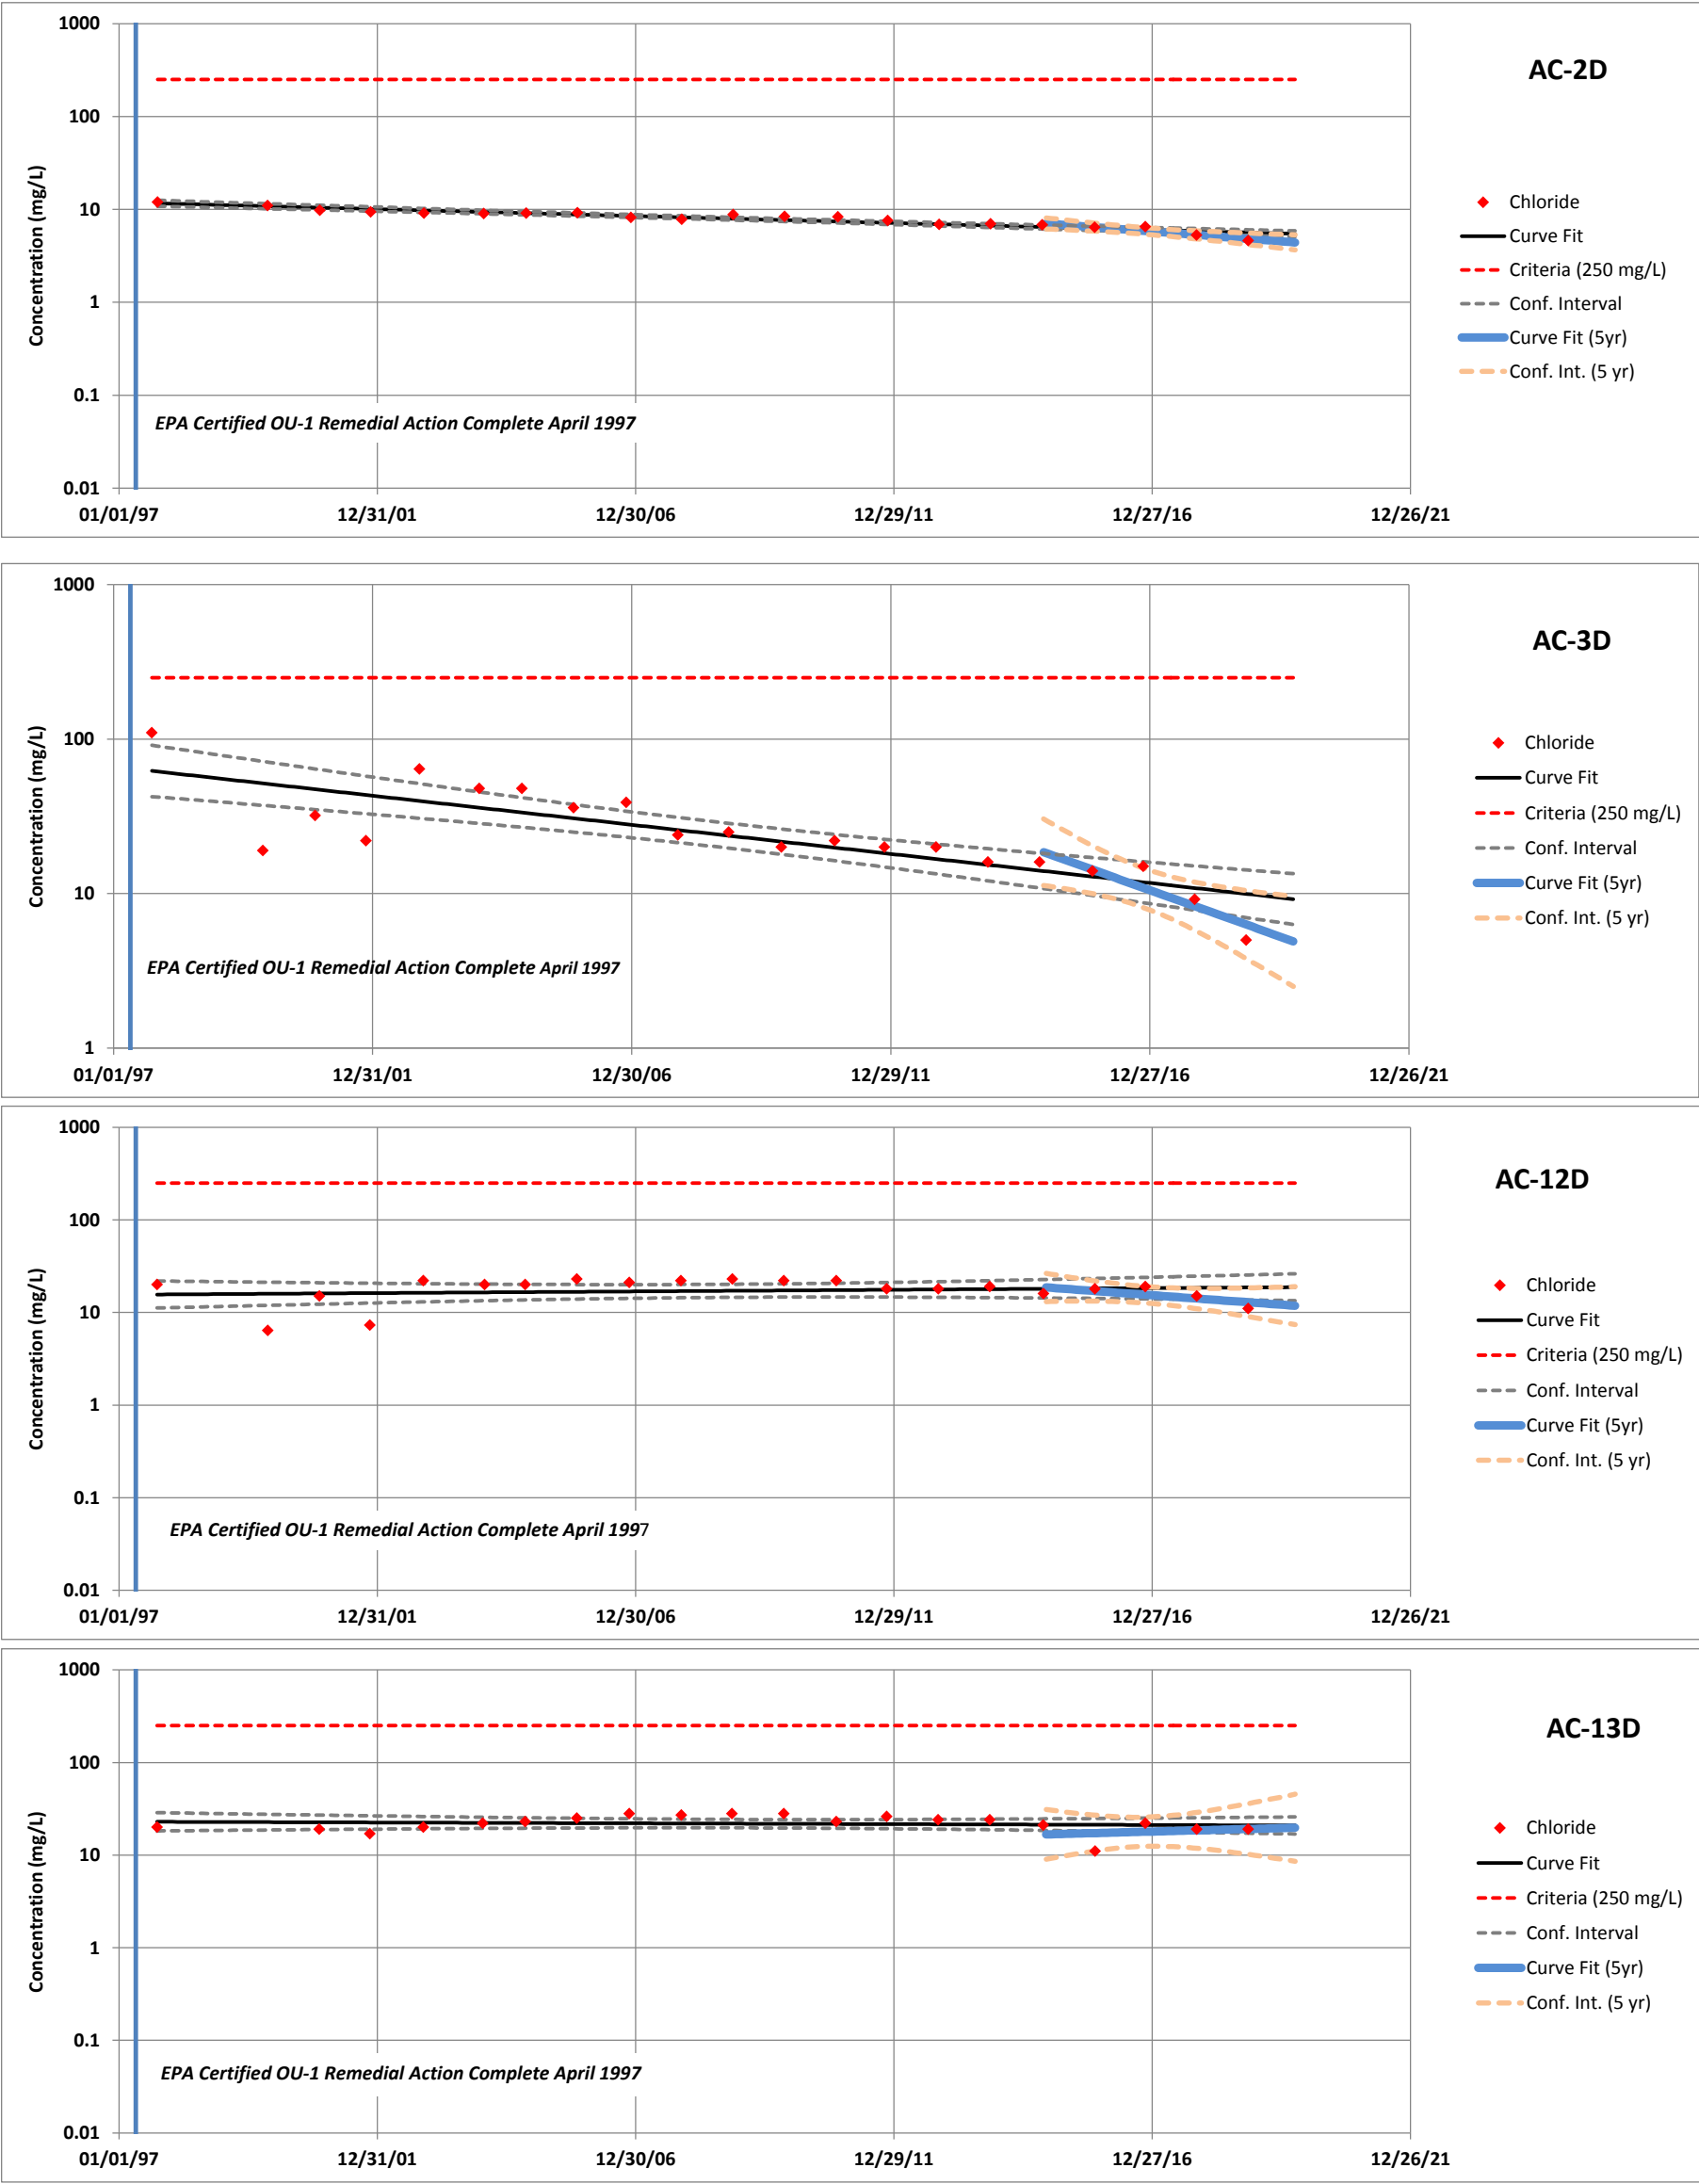 AC-2D
1000
100
10
1
0.1
0.01
Concentration (mg/L)
EPA Certified OU-1 Remedial Action Complete April 1997
01/01/97 12/31/01 12/30/06 12/29/11 12/27/16 12/26/21
Chloride
Curve Fit
Criteria (250 mg/L)
Conf. Interval
Curve Fit (5yr)
Conf. Int. (5 yr)
AC-3D
1000
100
10
1
Concentration (mg/L)
EPA Certified OU-1 Remedial Action Complete April 1997
01/01/97 12/31/01 12/30/06 12/29/11 12/27/16 12/26/21
Chloride
Curve Fit
Criteria (250 mg/L)
Conf. Interval
Curve Fit (5yr)
Conf. Int. (5 yr)
AC-12D
1000
100
10
1
0.1
0.01
Concentration (mg/L)
EPA Certified OU-1 Remedial Action Complete April 1997
01/01/97 12/31/01 12/30/06 12/29/11 12/27/16 12/26/21
Chloride
Curve Fit
Criteria (250 mg/L)
Conf. Interval
Curve Fit (5yr)
Conf. Int. (5 yr)
AC-13D
1000
100
10
1
0.1
0.01
Concentration (mg/L)
EPA Certified OU-1 Remedial Action Complete April 1997
01/01/97 12/31/01 12/30/06 12/29/11 12/27/16 12/26/21
Chloride
Curve Fit
Criteria (250 mg/L)
Conf. Interval
Curve Fit (5yr)
Conf. Int. (5 yr)